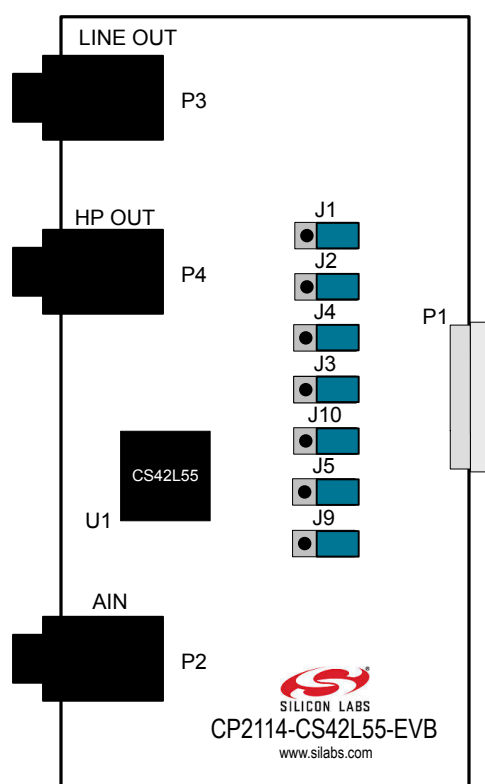 LINE OUT
P3
HP OUT
P4
J1
J2
J4
P1
J3
J10
J5
CS42L55
U1
J9
AIN
P2
SILICON LABS
®
CP2114-CS42L55-EVB
www.silabs.com